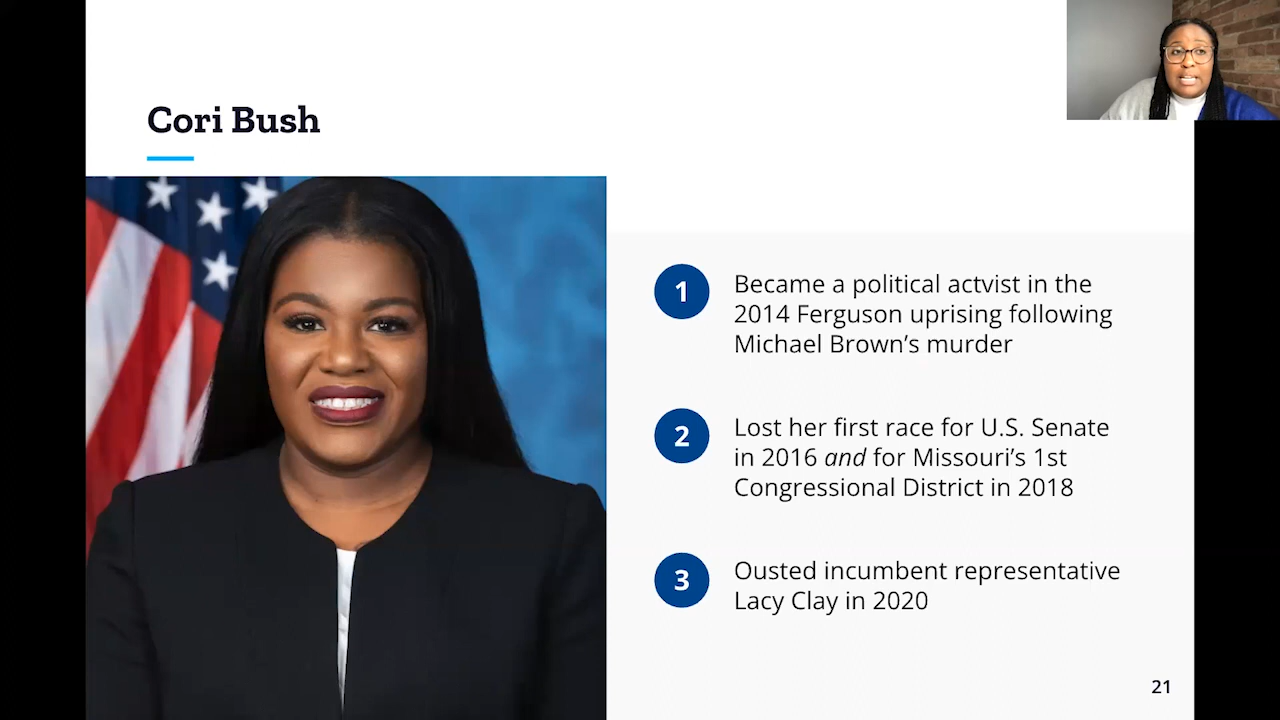 Cori Bush
1
Became a political actvist in the
2014 Ferguson uprising following
Michael Brown’s murder
2
Lost her first race for U.S. Senate
in 2016 and for Missouri’s 1st
Congressional District in 2018
3
Ousted incumbent representative
Lacy Clay in 2020
21